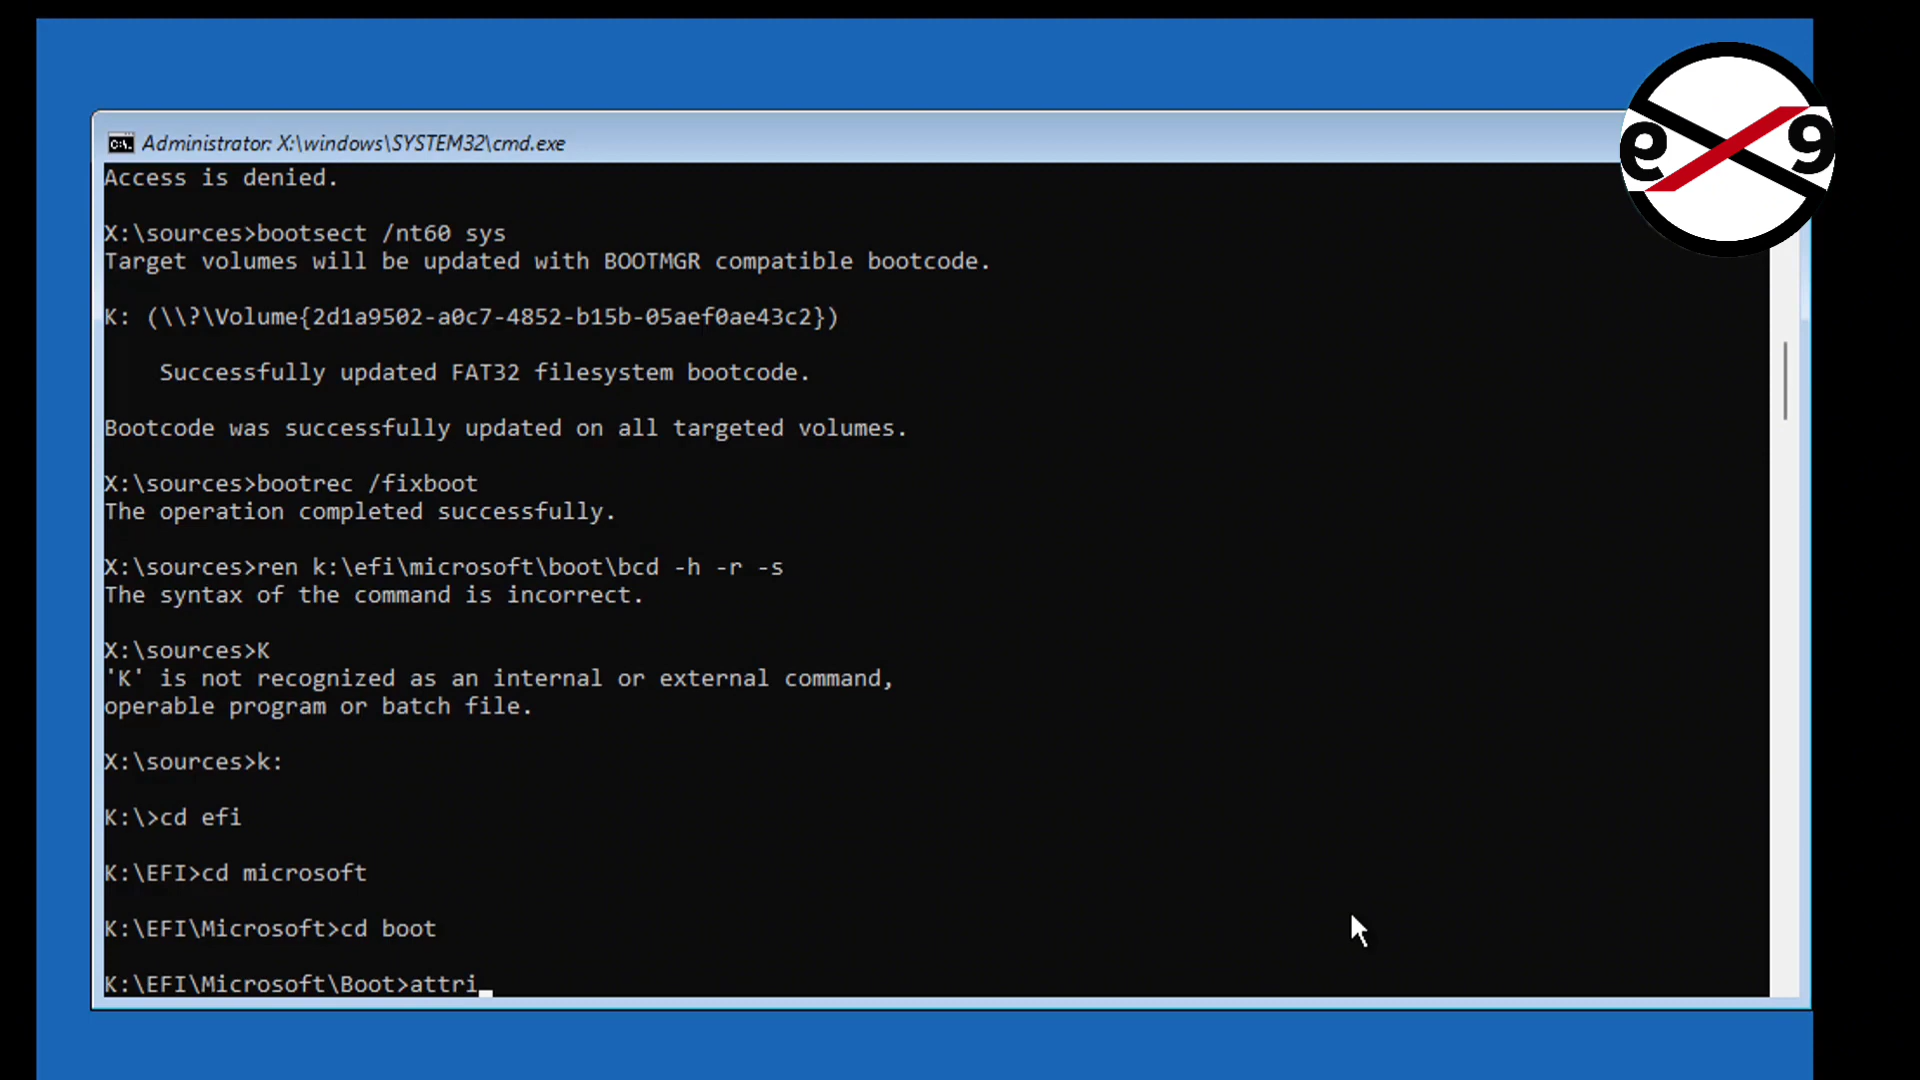 Administrator: X:\windows\SYSTEM32\cmd.exe
Access is denied.
X:\sources>bootsect /nt60 sys
Target volumes will be updated with BOOTMGR compatible bootcode.
K: (\\?\Volume{2d1a9502-a0c7-4852-b15b-05aef0ae43c2})
Successfully updated FAT32 filesystem bootcode.
Bootcode was successfully updated on all targeted volumes.
X:\sources>bootrec /fixboot
The operation completed successfully.
X:\sources>ren k:\efi\microsoft\boot\bcd -h -r -s
The syntax of the command is incorrect.
X:\sources>K
'K' is not recognized as an internal or external command,
operable program or batch file.
X:\sources>k:
K:\>cd efi
K:\EFI>cd microsoft
K:\EFI\Microsoft>cd boot
K:\EFI\Microsoft\Boot>attri